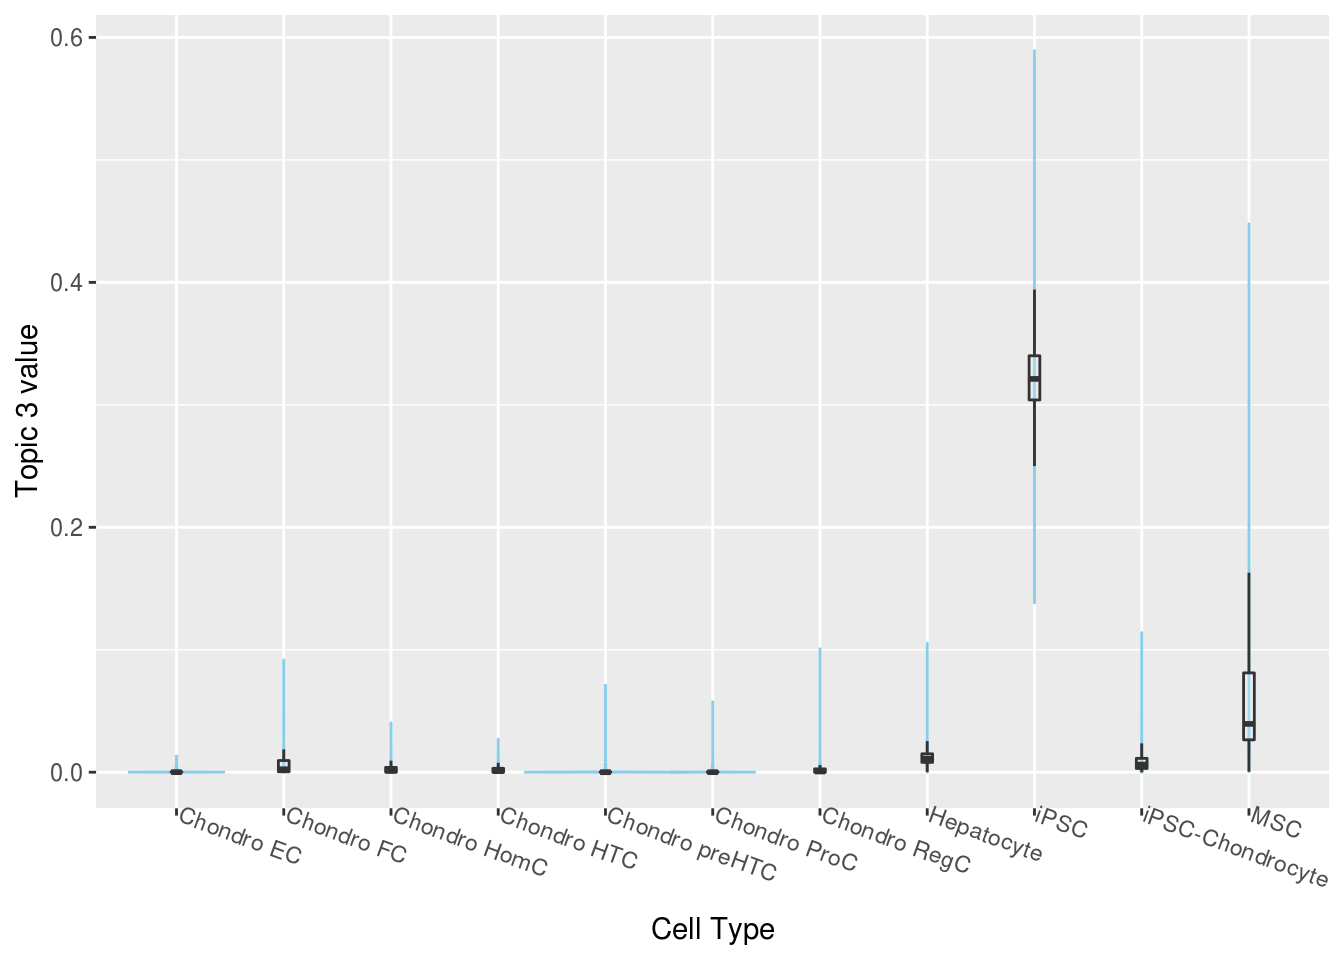 0.6
0.4
0.2
0.0
Topic 3 value
Chondro EC
Chondro FC
Chondro HomC
Chondro HTC
Chondro preHTC
Chondro ProC
Chondro RegC
Hepatocyte
iPSC
iPSC-Chondrocyte
MSC
Cell Type